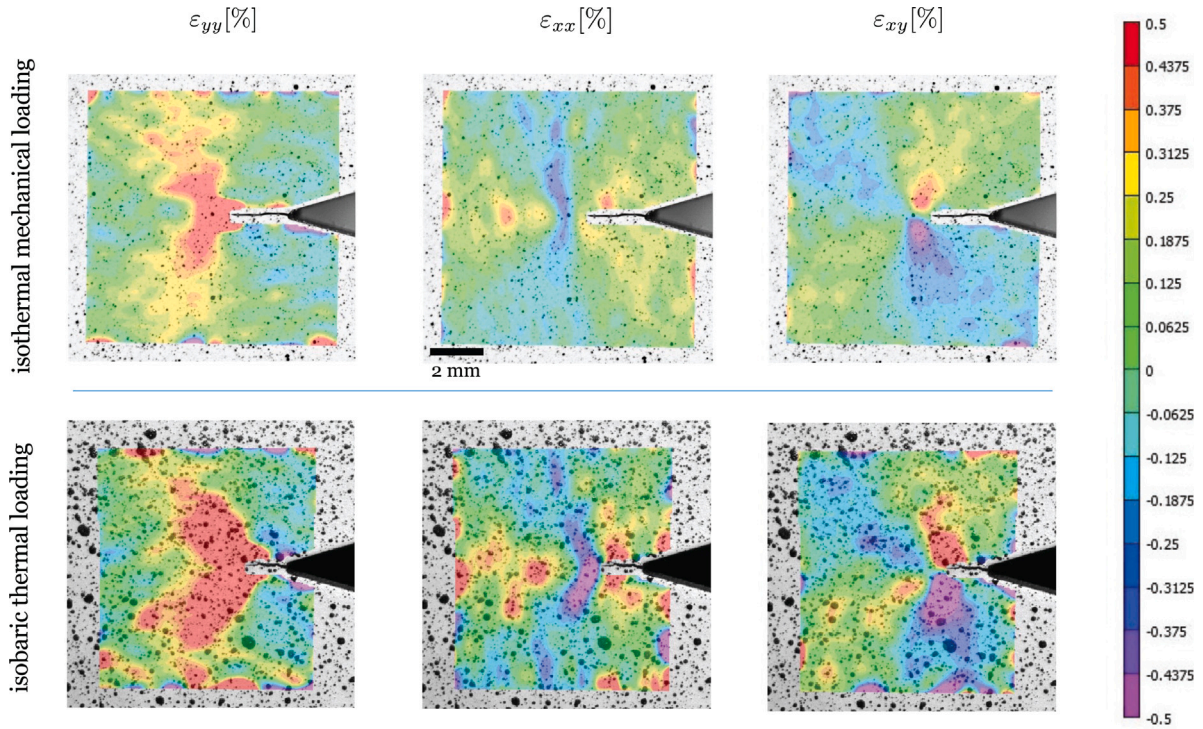 εyy[%]
εxx[%]
εxy[%]
isothermal mechanical loading
2 mm
isobaric thermal loading
0.5
0.4375
0.375
0.3125
0.25
0.1875
0.125
0.0625
0
-0.0625
-0.125
-0.1875
-0.25
-0.3125
-0.375
-0.4375
-0.5